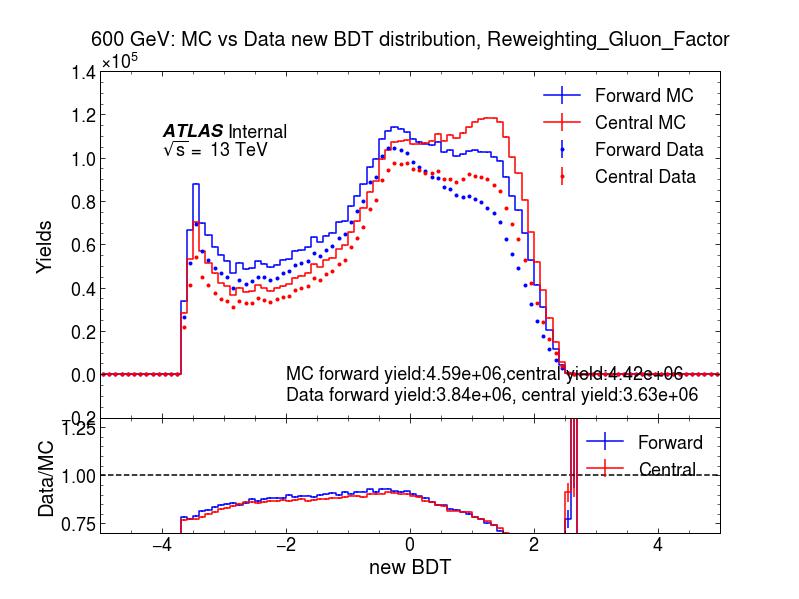 600 GeV: MC vs Data new BDT distribution, Reweighting_Gluon_Factor
×10⁵
1.4
1.2
1.0
0.8
0.6
0.4
0.2
0.0
0.2
Yields
ATLAS Internal
√s = 13 TeV
Forward MC
Central MC
Forward Data
Central Data
MC forward yield:4.59e+06,central yield:4.42e+06
Data forward yield:3.84e+06, central yield:3.63e+06
1.25
1.00
0.75
Data/MC
Forward
Central
−4 −2 0 2 4
new BDT